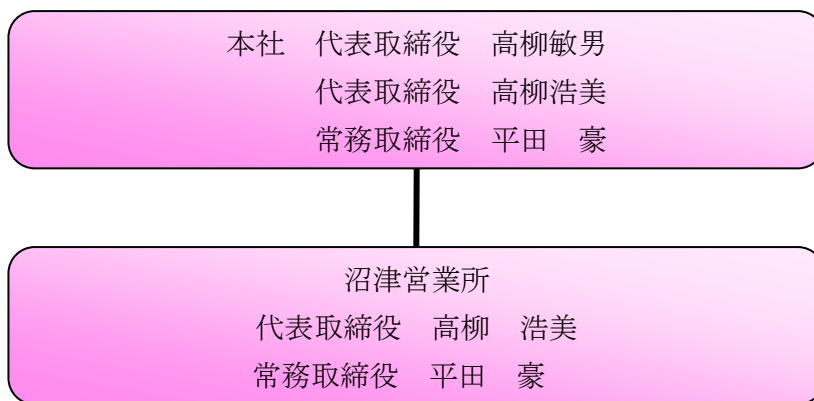 本社　代表取締役　高柳敏男
代表取締役　高柳浩美
常務取締役　平田　豪
沼津営業所
代表取締役　高柳　浩美
常務取締役　平田　豪